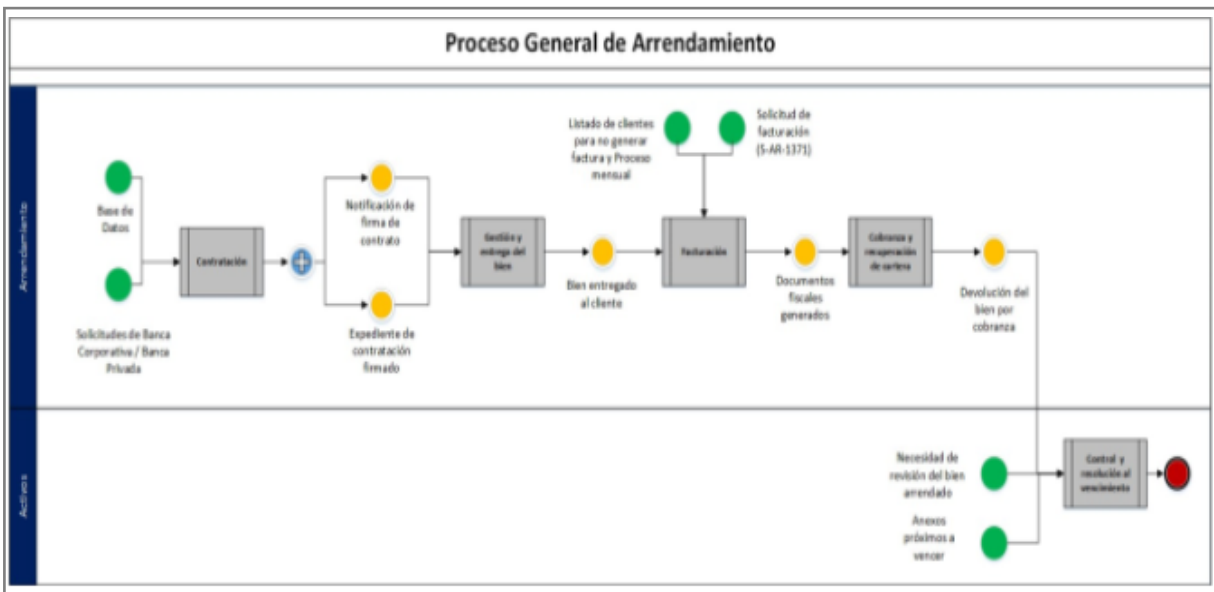 Proceso General de Arrendamiento
Arrendamiento
Base de
Datos
Solicitudes de Banca
Corporativa / Banca
Privada
Contratación
Notificación de
firma de
contrato
Expediente de
contratación
firmado
Gestión y
entrega del
bien
Bien entregado
al cliente
Listado de clientes
para no generar
factura y Proceso
mensual
Solicitud de
facturación
(S-AR-1371)
Facturación
Documentos
fiscales
generados
Cobranza y
recuperación
de cartera
Devolución del
bien por
cobranza
Activos
Necesidad de
revisión del bien
arrendado
Anexos
próximos a
vencer
Control y
resolución al
vencimiento